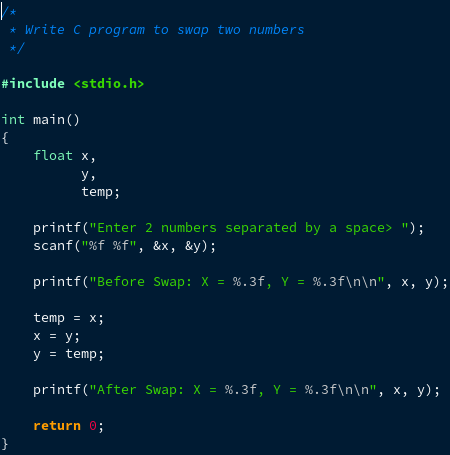 /*
 * Write C program to swap two numbers
 */

#include <stdio.h>

int main()
{
    float x,
          y,
          temp;

    printf("Enter 2 numbers separated by a space> ");
    scanf("%f %f", &x, &y);

    printf("Before Swap: X = %.3f, Y = %.3f\n\n", x, y);

    temp = x;
    x = y;
    y = temp;

    printf("After Swap: X = %.3f, Y = %.3f\n\n", x, y);

    return 0;
}